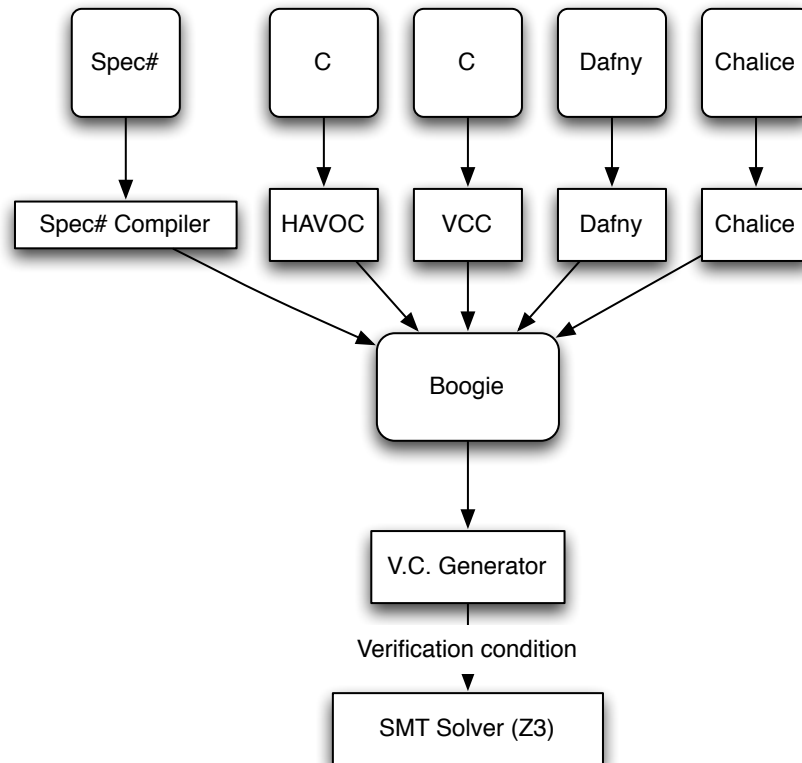 Spec#
C
C
Dafny
Chalice
Spec# Compiler
HAVOC
VCC
Dafny
Chalice
Boogie
V.C. Generator
Verification condition
SMT Solver (Z3)